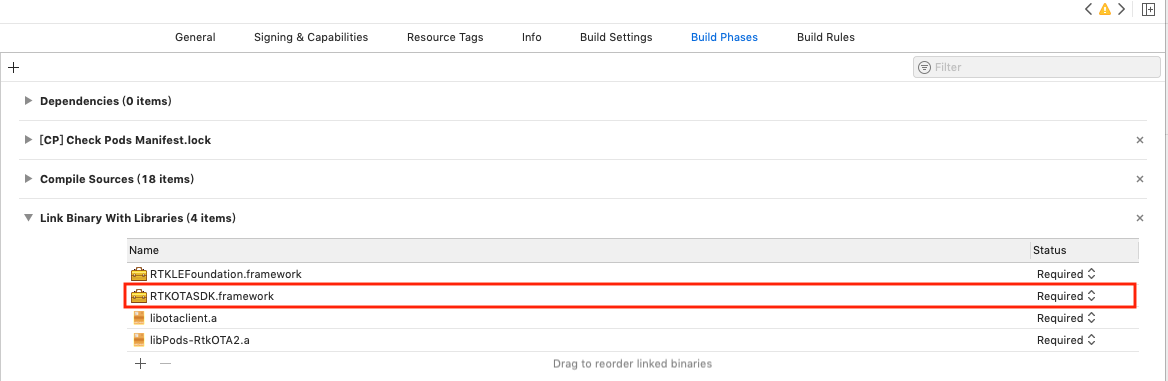 General Signing & Capabilities Resource Tags Info Build Settings Build Phases Build Rules
Filter
Dependencies (0 items)
[CP] Check Pods Manifest.lock
Compile Sources (18 items)
Link Binary With Libraries (4 items)
Name Status
RTKLEFoundation.framework Required
RTKOTASDK.framework Required
libotaclient.a Required
libPods-RtkOTA2.a Required
Drag to reorder linked binaries